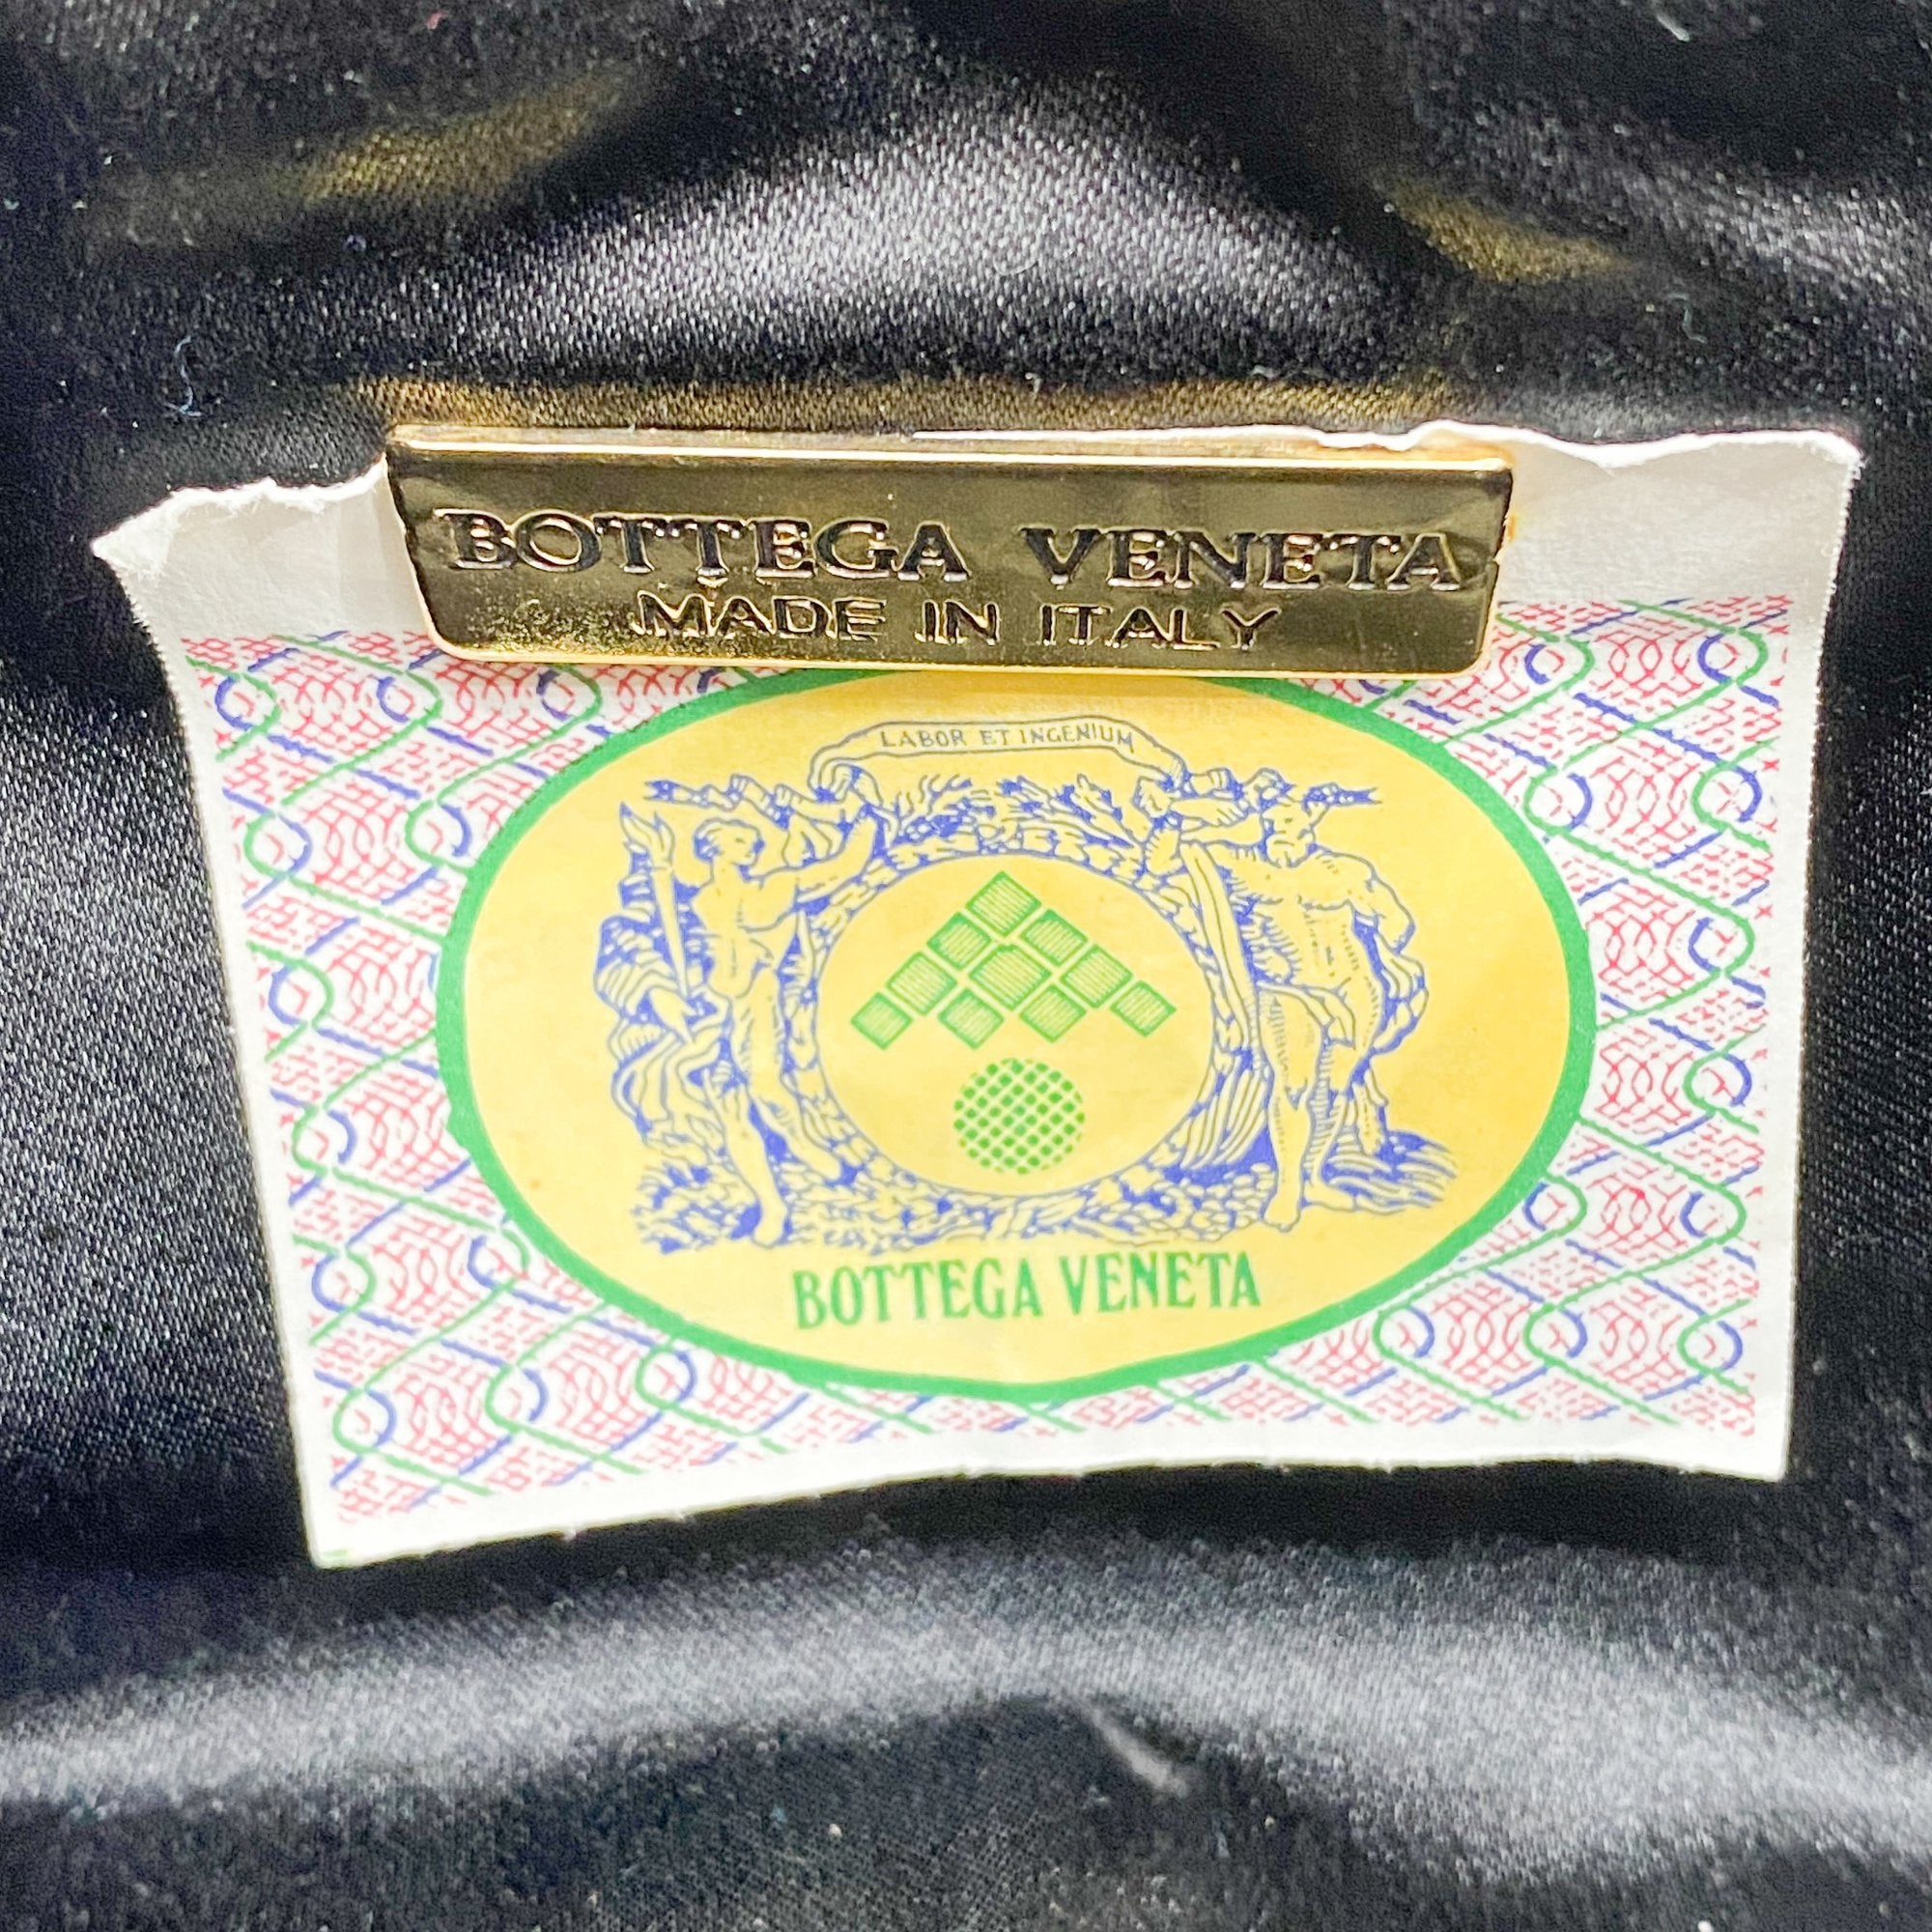 BOTTEGA VENETA
MADE IN ITALY
LABOR ET INGENIUM
BOTTEGA VENETA